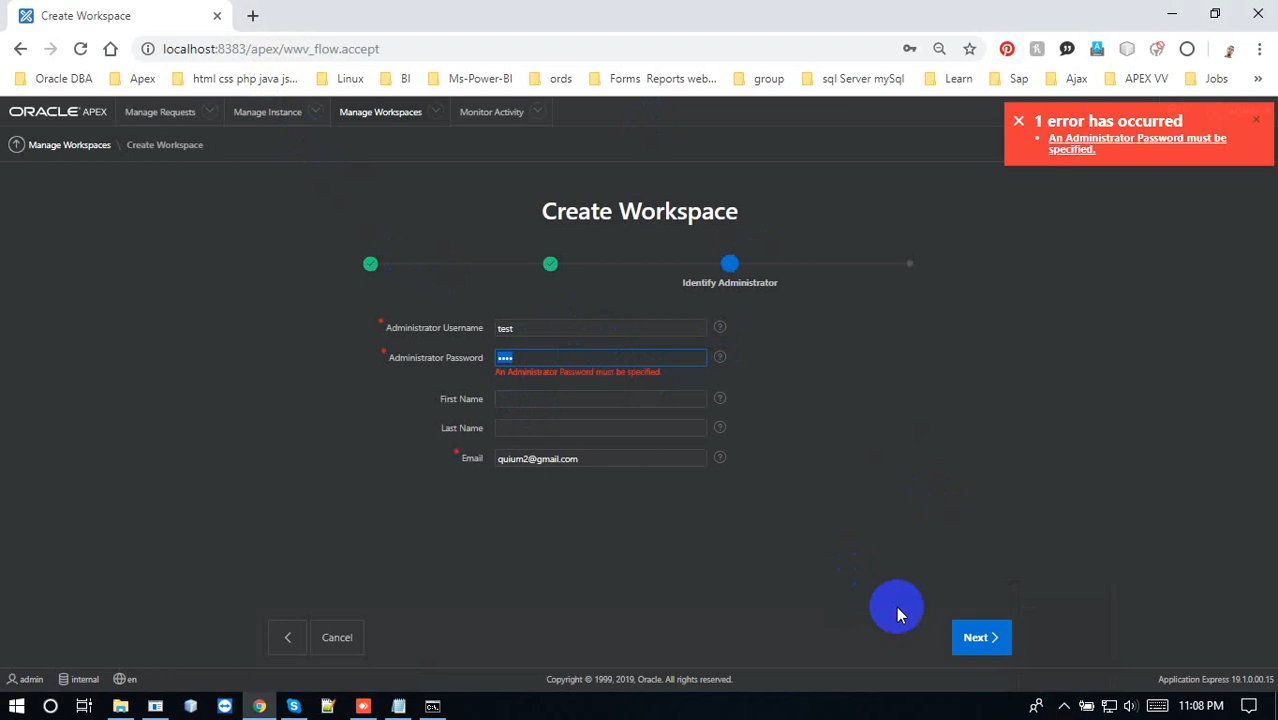 Create Workspace
localhost:8383/apex/wwv_flow.accept
Oracle DBA
Apex
html css php java js...
Linux
BI
Ms-Power-BI
ords
Forms Reports web...
group
sql Server mySql
Learn
Sap
Ajax
APEX VV
Jobs
»
ORACLE APEX
Manage Requests
Manage Instance
Manage Workspaces
Monitor Activity
1 error has occurred
An Administrator Password must be
specified.
Manage Workspaces \ Create Workspace
Create Workspace
Identify Administrator
* Administrator Username test
* Administrator Password ••••
An Administrator Password must be specified.
First Name
Last Name
* Email quium2@gmail.com
Cancel
Next
admin
internal
en
Copyright © 1999, 2019, Oracle. All rights reserved.
Application Express 19.1.0.00.15
11:08 PM